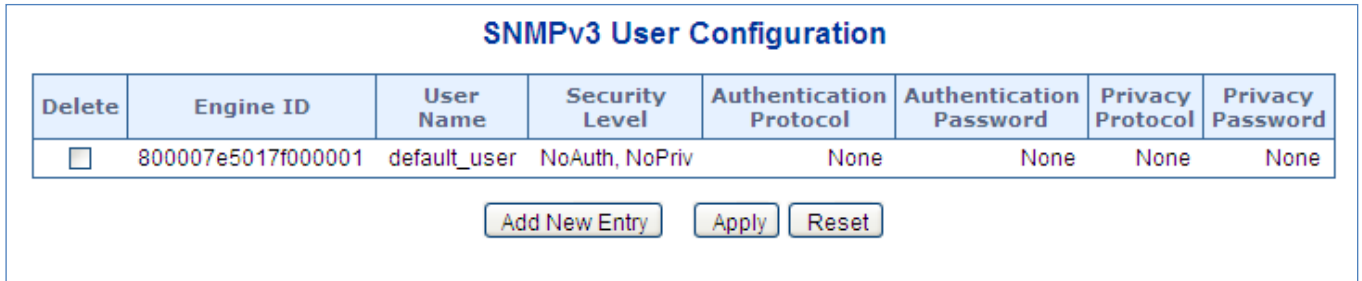 SNMPv3 User Configuration
Delete Engine ID User Name Security Level Authentication Protocol Authentication Password Privacy Protocol Privacy Password
800007e5017f000001 default_user NoAuth, NoPriv None None None None
Add New Entry Apply Reset